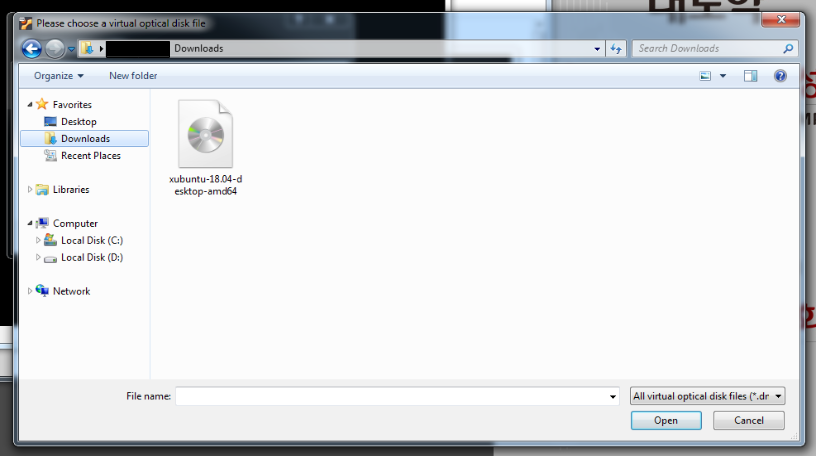 Please choose a virtual optical disk file
Downloads
Search Downloads
Organize
New folder
Favorites
Desktop
Downloads
Recent Places
Libraries
Computer
Local Disk (C:)
Local Disk (D:)
Network
xubuntu-18.04-d
esktop-amd64
File name:
All virtual optical disk files (*.dr
Open
Cancel